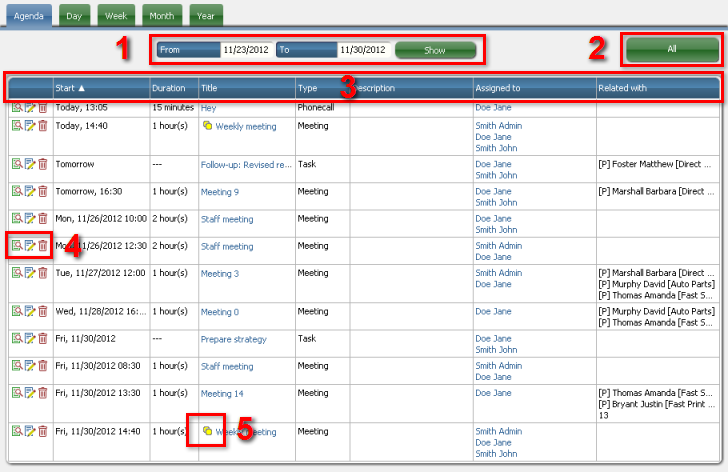 Agenda Day Week Month Year
1 From 11/23/2012 To 11/30/2012 Show 2 All
Start ▲ Duration Title Type Description Assigned to Related with
3
Today, 13:05 15 minutes Hey Phonecall Doe Jane
Today, 14:40 1 hour(s) Weekly meeting Meeting Smith Admin
Doe Jane
Smith John
Tomorrow --- Follow-up: Revised re... Task Doe Jane [P] Foster Matthew [Direct ...
Smith John
Tomorrow, 16:30 1 hour(s) Meeting 9 Meeting Doe Jane [P] Marshall Barbara [Direct ...
Smith John
Mon, 11/26/2012 10:00 2 hour(s) Staff meeting Meeting Doe Jane
Smith John
4 11/26/2012 12:30 2 hour(s) Staff meeting Meeting Doe Jane
Smith John
Tue, 11/27/2012 12:00 1 hour(s) Meeting 3 Meeting Smith Admin [P] Marshall Barbara [Direct ...
Doe Jane [P] Murphy David [Auto Parts]
[P] Thomas Amanda [Fast S...
Wed, 11/28/2012 16:... 1 hour(s) Meeting 0 Meeting Doe Jane [P] Murphy David [Auto Parts]
[P] Thomas Amanda [Fast S...
Fri, 11/30/2012 --- Prepare strategy Task Doe Jane
Smith John
Fri, 11/30/2012 08:30 1 hour(s) Staff meeting Meeting Smith Admin
Doe Jane
Fri, 11/30/2012 13:30 1 hour(s) Meeting 14 Meeting Doe Jane [P] Thomas Amanda [Fast S...
[P] Bryant Justin [Fast Print ...
13
Fri, 11/30/2012 14:40 1 hour(s) Weekly meeting 5 Meeting Smith Admin
Doe Jane
Smith John